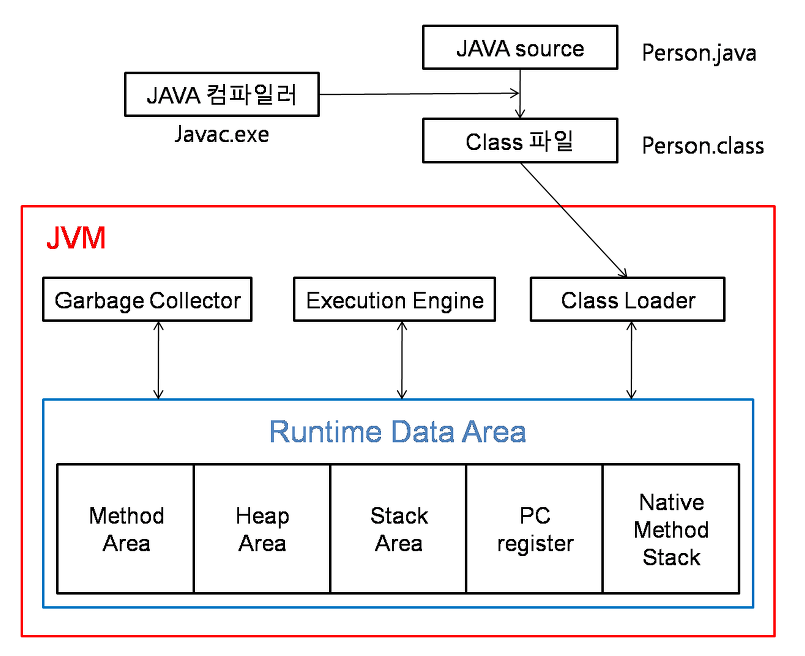 JAVA source
Person.java
JAVA 컴파일러
Javac.exe
Class 파일
Person.class
JVM
Garbage Collector
Execution Engine
Class Loader
Runtime Data Area
Method
Area
Heap
Area
Stack
Area
PC
register
Native
Method
Stack